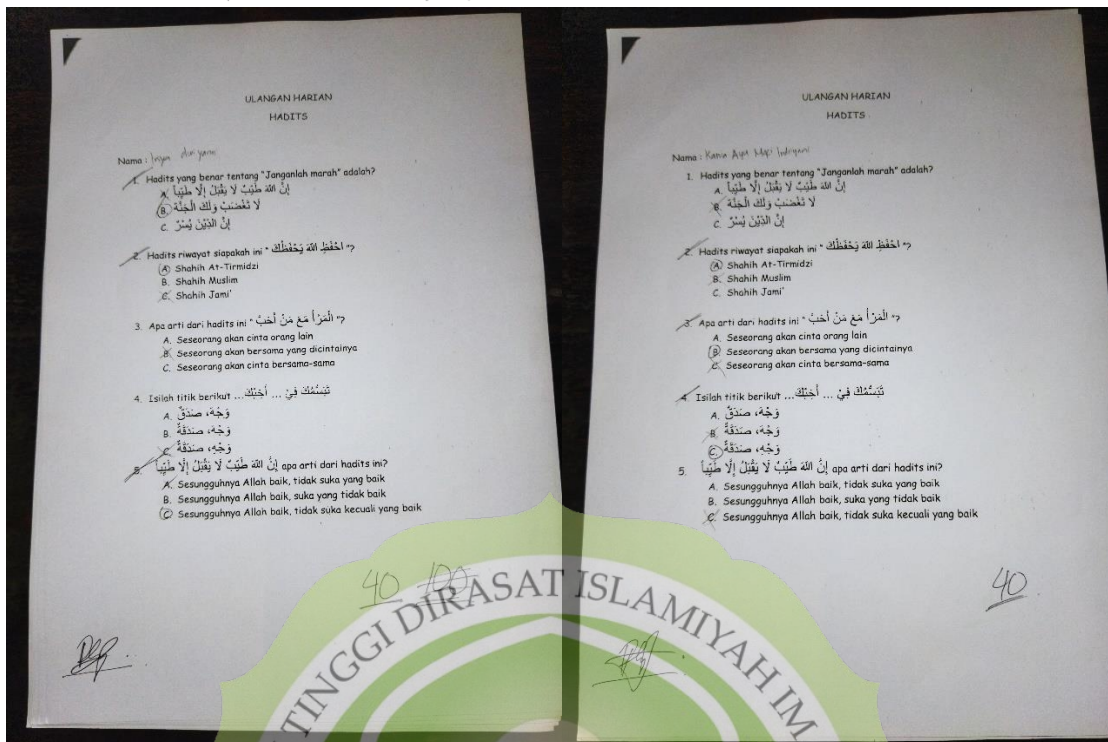 ULANGAN HARIAN
HADITS
Nama :
1. Hadits yang benar tentang "Janganlah marah" adalah?
A. إِنَّ اللهَ طَيِّبٌ لَا يَقْبَلُ إِلَّا طَيِّباً
B. لَا تَغْضَبْ وَلَكَ الْجَنَّة
C. إِنَّ الدِّيْنَ يُسْرٌ
2. Hadits riwayat siapakah ini " احْفَظِ اللهَ يَحْفَظْكَ "?
A. Shahih At-Tirmidzi
B. Shahih Muslim
C. Shahih Jami'
3. Apa arti dari hadits ini " الْمَرْأُ مَعَ مَنْ أَحَبَّ "?
A. Seseorang akan cinta orang lain
B. Seseorang akan bersama yang dicintainya
C. Seseorang akan cinta bersama-sama
4. Isilah titik berikut ... تَبَسُّمُكَ فِيْ ... أَخِيْكَ
A. وَجْهَ، صَدَقٌ
B. وَجْهَ، صَدَقَةٌ
C. وَجْهِ، صَدَقَةٌ
5. إِنَّ اللهَ طَيِّبٌ لَا يَقْبَلُ إِلَّا طَيِّباً apa arti dari hadits ini?
A. Sesungguhnya Allah baik, tidak suka yang baik
B. Sesungguhnya Allah baik, suka yang tidak baik
C. Sesungguhnya Allah baik, tidak suka kecuali yang baik
40 100
ULANGAN HARIAN
HADITS
Nama : Kania Ayu
1. Hadits yang benar tentang "Janganlah marah" adalah?
A. إِنَّ اللهَ طَيِّبٌ لَا يَقْبَلُ إِلَّا طَيِّباً
B. لَا تَغْضَبْ وَلَكَ الْجَنَّة
C. إِنَّ الدِّيْنَ يُسْرٌ
2. Hadits riwayat siapakah ini " احْفَظِ اللهَ يَحْفَظْكَ "?
A. Shahih At-Tirmidzi
B. Shahih Muslim
C. Shahih Jami'
3. Apa arti dari hadits ini " الْمَرْأُ مَعَ مَنْ أَحَبَّ "?
A. Seseorang akan cinta orang lain
B. Seseorang akan bersama yang dicintainya
C. Seseorang akan cinta bersama-sama
4. Isilah titik berikut ... تَبَسُّمُكَ فِيْ ... أَخِيْكَ
A. وَجْهَ، صَدَقٌ
B. وَجْهَ، صَدَقَةٌ
C. وَجْهِ، صَدَقَةٌ
5. إِنَّ اللهَ طَيِّبٌ لَا يَقْبَلُ إِلَّا طَيِّباً apa arti dari hadits ini?
A. Sesungguhnya Allah baik, tidak suka yang baik
B. Sesungguhnya Allah baik, suka yang tidak baik
C. Sesungguhnya Allah baik, tidak suka kecuali yang baik
40
TINGGI DIRASAT ISLAMIYAH IM